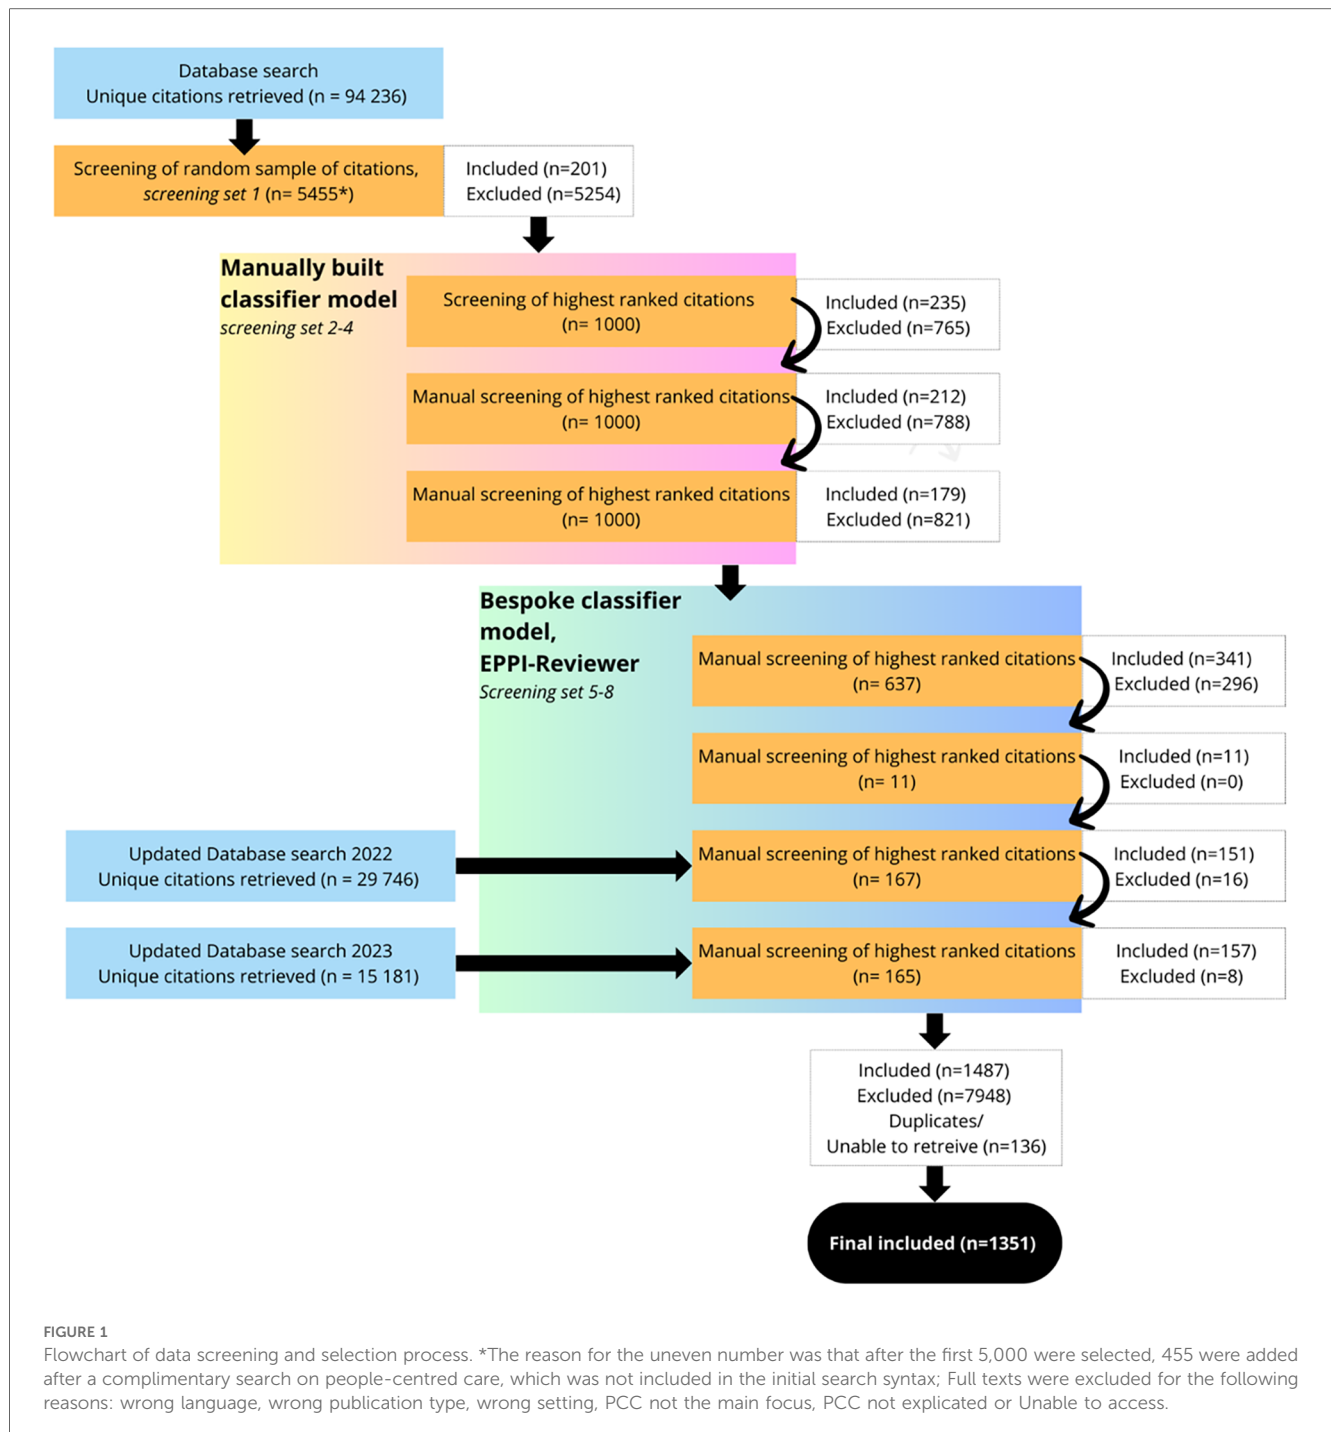 Database search
Unique citations retrieved (n = 94 236)
Screening of random sample of citations,
screening set 1 (n= 5455*)
Included (n=201)
Excluded (n=5254)
Manually built
classifier model
screening set 2-4
Screening of highest ranked citations
(n= 1000)
Included (n=235)
Excluded (n=765)
Manual screening of highest ranked citations
(n= 1000)
Included (n=212)
Excluded (n=788)
Manual screening of highest ranked citations
(n= 1000)
Included (n=179)
Excluded (n=821)
Bespoke classifier
model,
EPPI-Reviewer
Screening set 5-8
Manual screening of highest ranked citations
(n= 637)
Included (n=341)
Excluded (n=296)
Manual screening of highest ranked citations
(n= 11)
Included (n=11)
Excluded (n=0)
Updated Database search 2022
Unique citations retrieved (n = 29 746)
Manual screening of highest ranked citations
(n= 167)
Included (n=151)
Excluded (n=16)
Updated Database search 2023
Unique citations retrieved (n = 15 181)
Manual screening of highest ranked citations
(n= 165)
Included (n=157)
Excluded (n=8)
Included (n=1487)
Excluded (n=7948)
Duplicates/
Unable to retreive (n=136)
Final included (n=1351)
FIGURE 1
Flowchart of data screening and selection process. *The reason for the uneven number was that after the first 5,000 were selected, 455 were added
after a complimentary search on people-centred care, which was not included in the initial search syntax; Full texts were excluded for the following
reasons: wrong language, wrong publication type, wrong setting, PCC not the main focus, PCC not explicated or Unable to access.